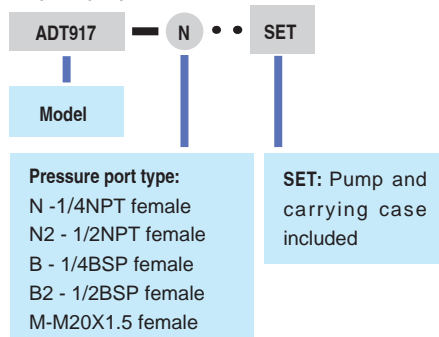 ADT917 — N • • SET
Model
Pressure port type:
N -1/4NPT female
N2 - 1/2NPT female
B - 1/4BSP female
B2 - 1/2BSP female
M-M20X1.5 female
SET: Pump and
carrying case
included